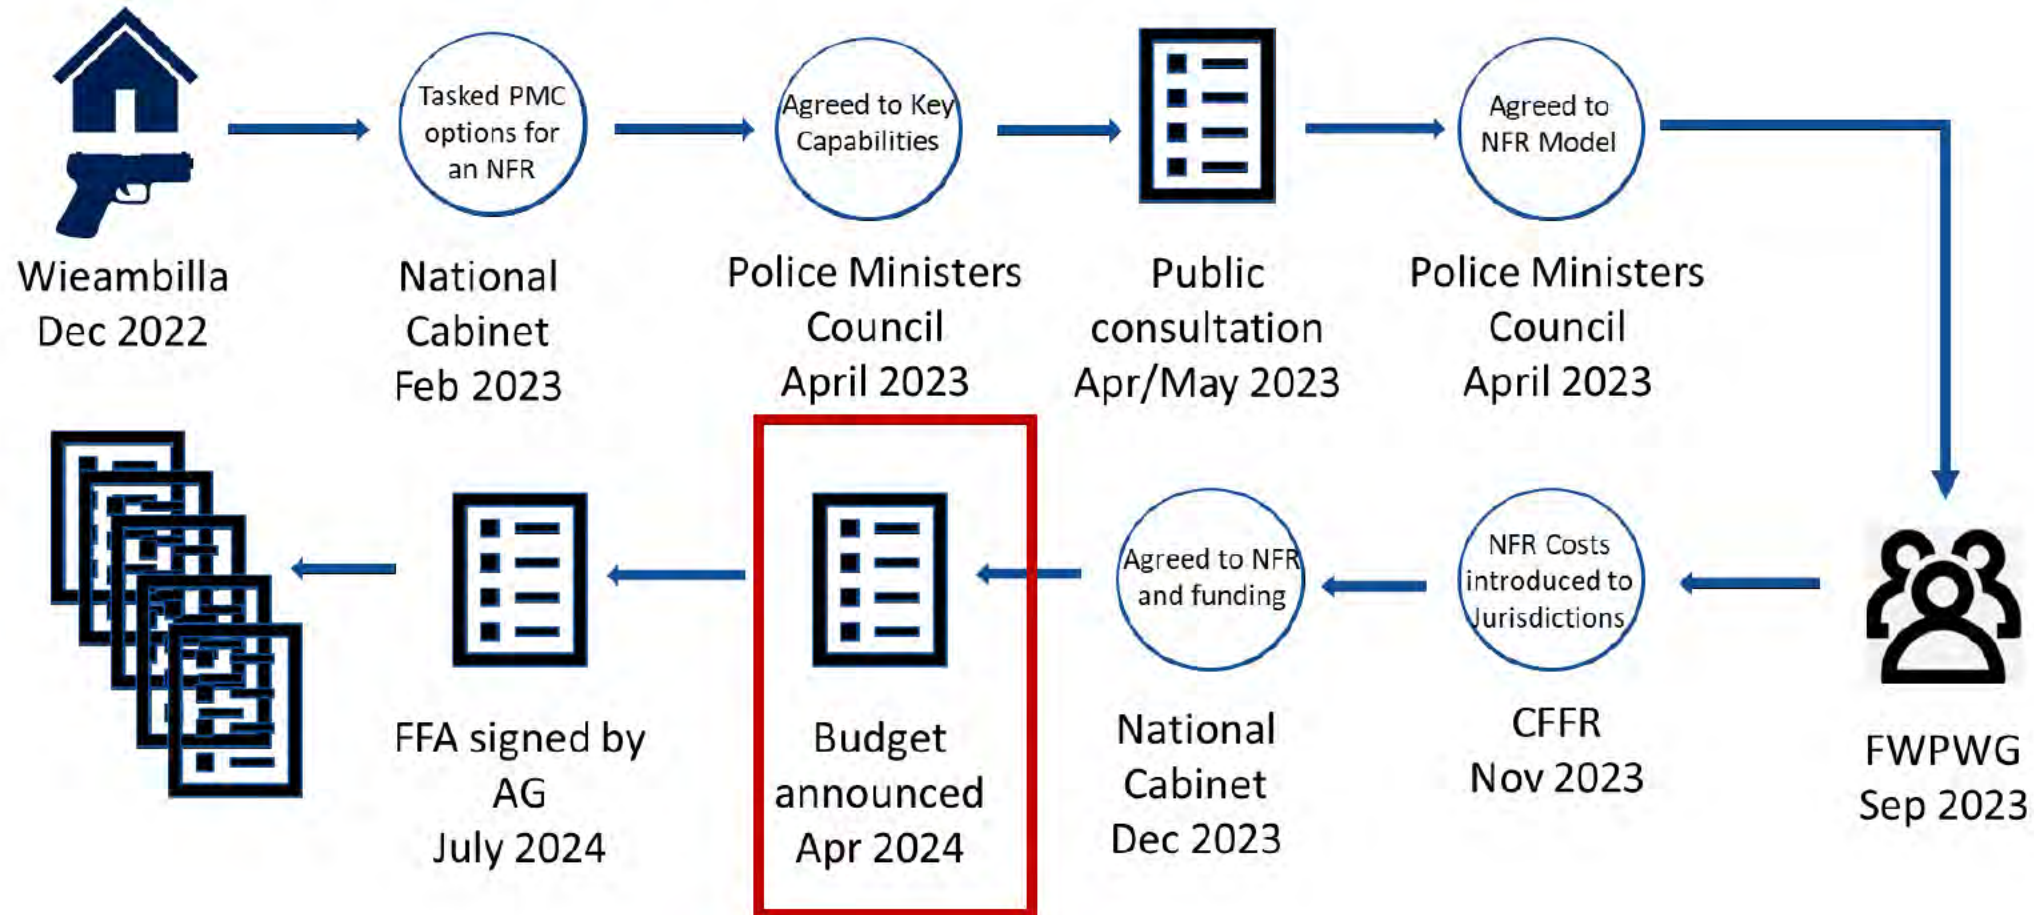 Tasked PMC
options for
an NFR
Agreed to Key
Capabilities
Agreed to
NFR Model
Wieambilla
Dec 2022
National
Cabinet
Feb 2023
Police Ministers
Council
April 2023
Public
consultation
Apr/May 2023
Police Ministers
Council
April 2023
Agreed to NFR
and funding
NFR Costs
introduced to
Jurisdictions
FFA signed by
AG
July 2024
Budget
announced
Apr 2024
National
Cabinet
Dec 2023
CFFR
Nov 2023
FWPWG
Sep 2023